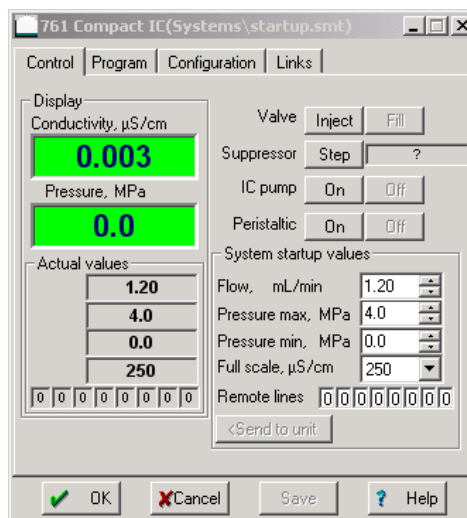 761 Compact IC(Systems\startup.smt)
Control Program Configuration Links
Display
Conductivity, µS/cm
0.003
Pressure, MPa
0.0
Actual values
1.20
4.0
0.0
250
0 0 0 0 0 0 0 0
Valve Inject Fill
Suppressor Step ?
IC pump On Off
Peristaltic On Off
System startup values
Flow, mL/min 1.20
Pressure max, MPa 4.0
Pressure min, MPa 0.0
Full scale, µS/cm 250
Remote lines 0 0 0 0 0 0 0 0
<Send to unit
OK Cancel Save ? Help